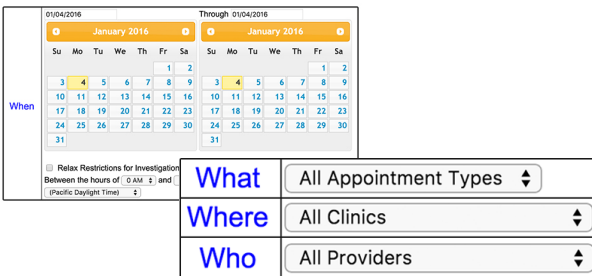 01/04/2016 Through 01/04/2016
January 2016 January 2016
Su Mo Tu We Th Fr Sa Su Mo Tu We Th Fr Sa
1 2 1 2
3 4 5 6 7 8 9 3 4 5 6 7 8 9
When 10 11 12 13 14 15 16 10 11 12 13 14 15 16
17 18 19 20 21 22 23 17 18 19 20 21 22 23
24 25 26 27 28 29 30 24 25 26 27 28 29 30
31 31
Relax Restrictions for Investigation
Between the hours of 0 AM and
(Pacific Daylight Time)
What All Appointment Types
Where All Clinics
Who All Providers